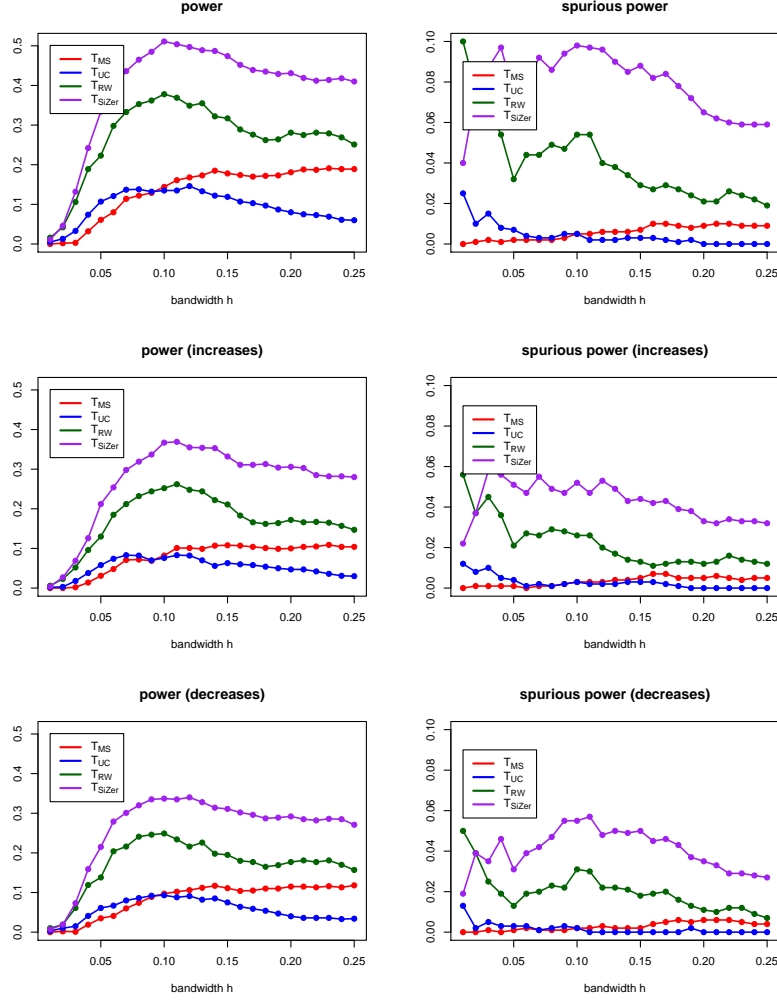 power
0.5
0.4
0.3
0.2
0.1
0.0
T_MS
T_UC
T_RW
T_SiZer
0.05 0.10 0.15 0.20 0.25
bandwidth h
spurious power
0.10
0.08
0.06
0.04
0.02
0.00
T_MS
T_UC
T_RW
T_SiZer
0.05 0.10 0.15 0.20 0.25
bandwidth h
power (increases)
0.5
0.4
0.3
0.2
0.1
0.0
T_MS
T_UC
T_RW
T_SiZer
0.05 0.10 0.15 0.20 0.25
bandwidth h
spurious power (increases)
0.10
0.08
0.06
0.04
0.02
0.00
T_MS
T_UC
T_RW
T_SiZer
0.05 0.10 0.15 0.20 0.25
bandwidth h
power (decreases)
0.5
0.4
0.3
0.2
0.1
0.0
T_MS
T_UC
T_RW
T_SiZer
0.05 0.10 0.15 0.20 0.25
bandwidth h
spurious power (decreases)
0.10
0.08
0.06
0.04
0.02
0.00
T_MS
T_UC
T_RW
T_SiZer
0.05 0.10 0.15 0.20 0.25
bandwidth h